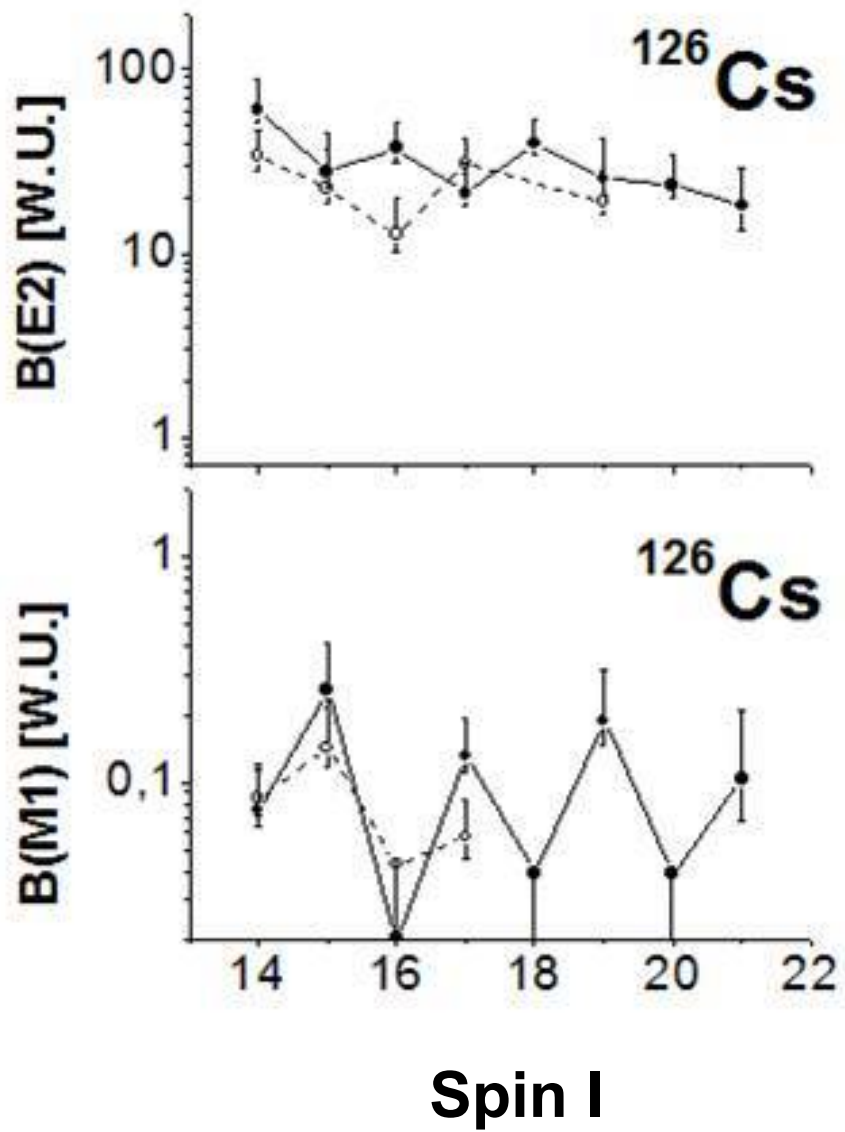 B(E2) [W.U.]
100
10
1
¹²⁶Cs
B(M1) [W.U.]
1
0,1
¹²⁶Cs
14 16 18 20 22
Spin I